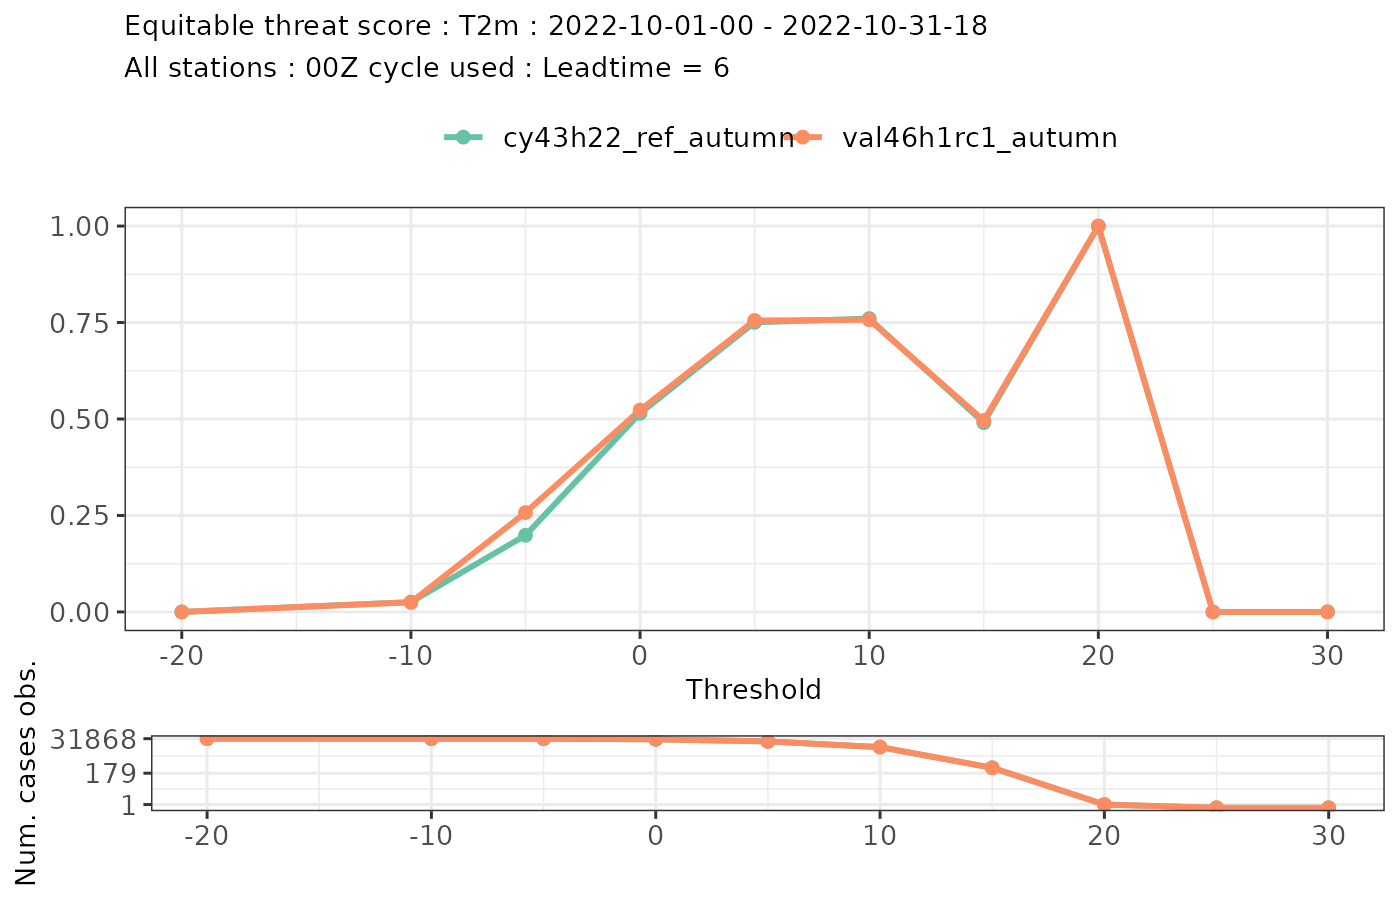 Equitable threat score : T2m : 2022-10-01-00 - 2022-10-31-18
All stations : 00Z cycle used : Leadtime = 6
cy43h22_ref_autumn val46h1rc1_autumn
1.00
0.75
0.50
0.25
0.00
-20 -10 0 10 20 30
Threshold
Num. cases obs.
31868
179
1
-20 -10 0 10 20 30